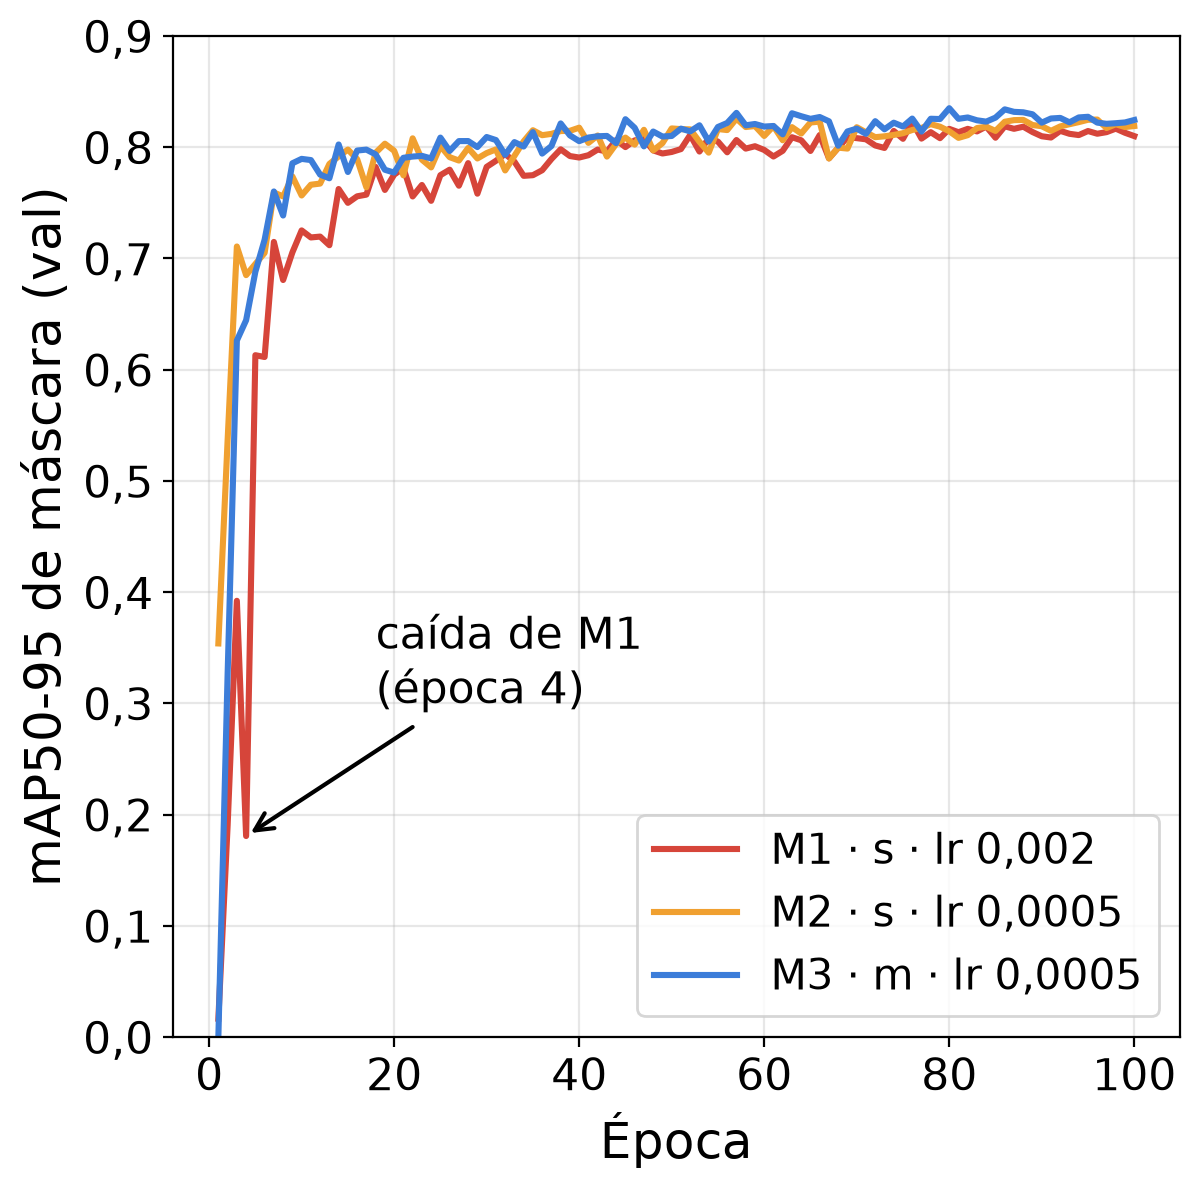 0,9
0,8
0,7
0,6
0,5
0,4
0,3
0,2
0,1
0,0
mAP50-95 de máscara (val)
caída de M1
(época 4)
M1 · s · lr 0,002
M2 · s · lr 0,0005
M3 · m · lr 0,0005
0 20 40 60 80 100
Época